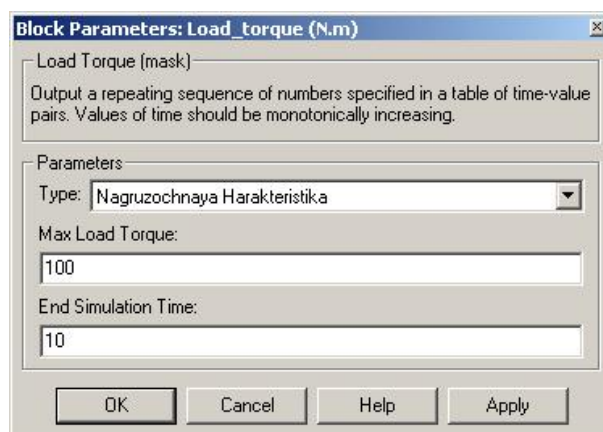 Block Parameters: Load_torque (N.m)
Load Torque (mask)
Output a repeating sequence of numbers specified in a table of time-value
pairs. Values of time should be monotonically increasing.
Parameters
Type: Nagruzochnaya Harakteristika
Max Load Torque:
100
End Simulation Time:
10
OK Cancel Help Apply